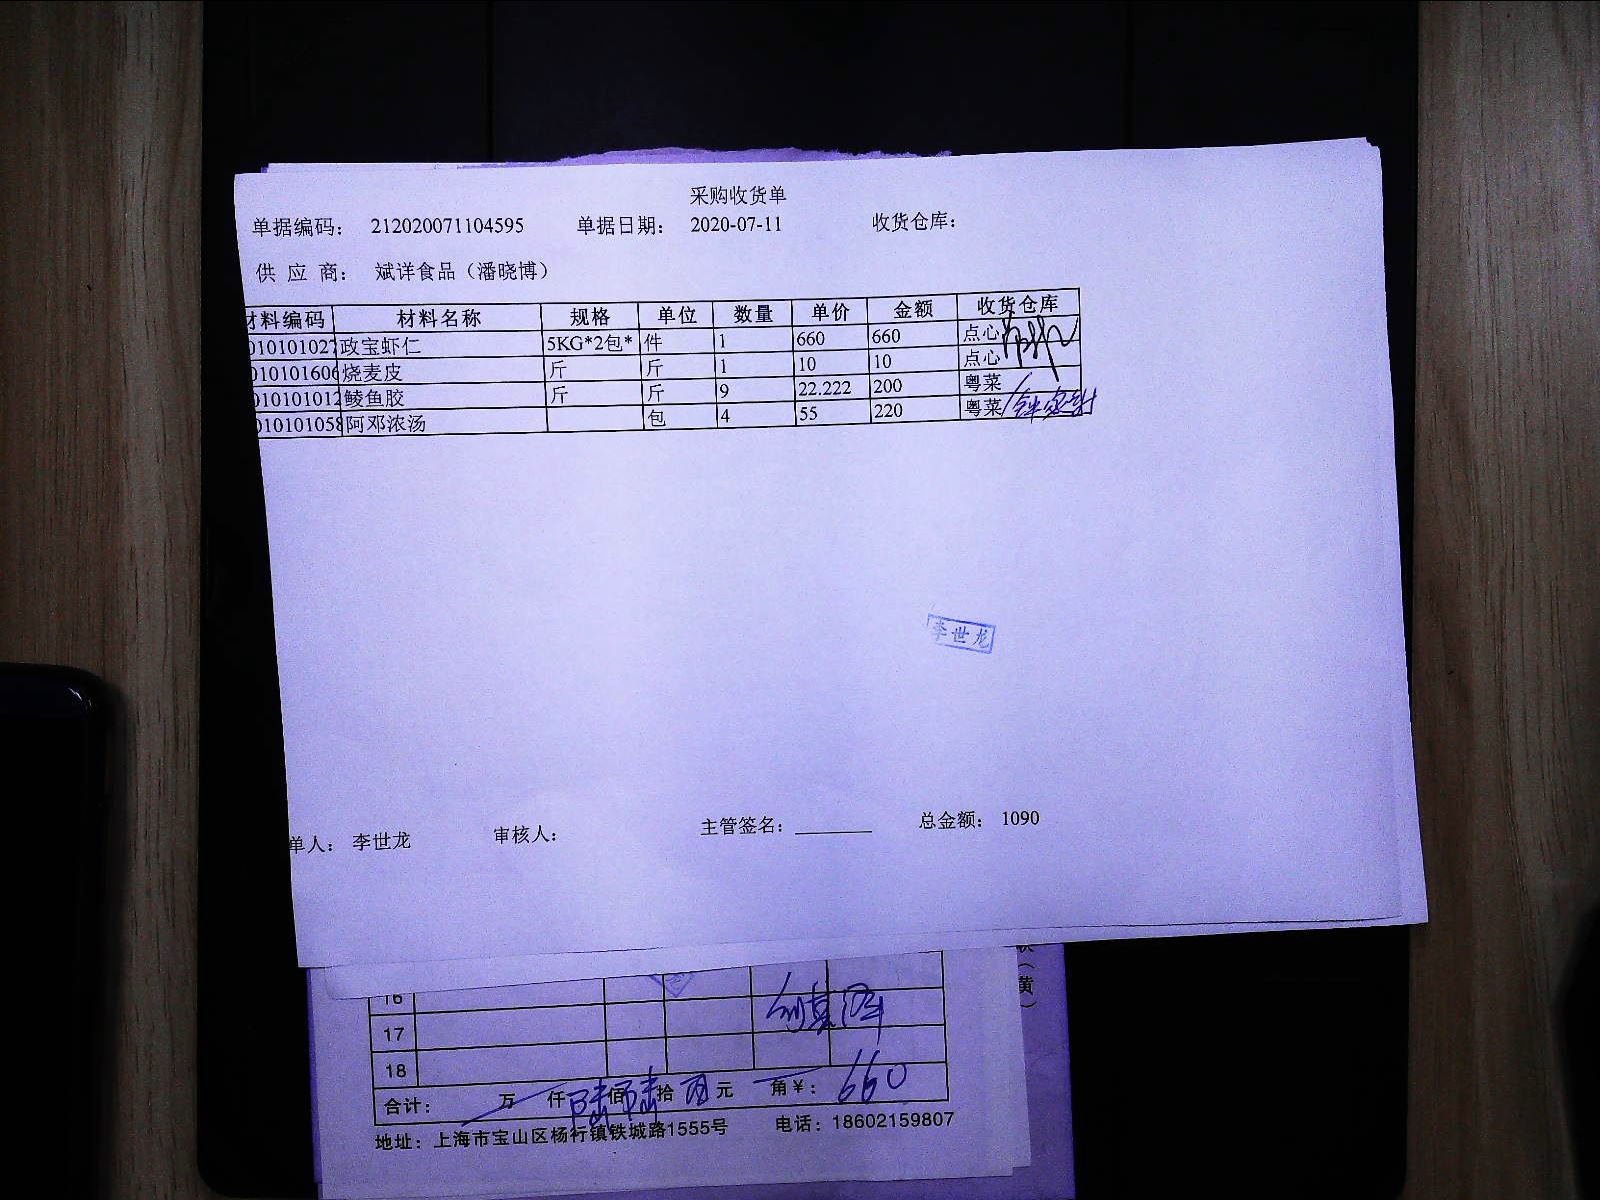 采购收货单
单据编码： 212020071104595 单据日期： 2020-07-11 收货仓库：
供 应 商： 斌详食品（潘晓博）
材料编码 材料名称 规格 单位 数量 单价 金额 收货仓库
010101027 政宝虾仁 5KG*2包* 件 1 660 660 点心
010101606 烧麦皮 斤 斤 1 10 10 点心
010101012 鲮鱼胶 斤 斤 9 22.222 200 粤菜
010101058 阿邓浓汤 包 4 55 220 粤菜
李世龙
单人： 李世龙 审核人： 主管签名： 总金额： 1090
联（黄）
16
17
18
合计： 万 仟 陆佰陆拾 元 角￥： 660
地址：上海市宝山区杨行镇铁城路1555号 电话：18602159807